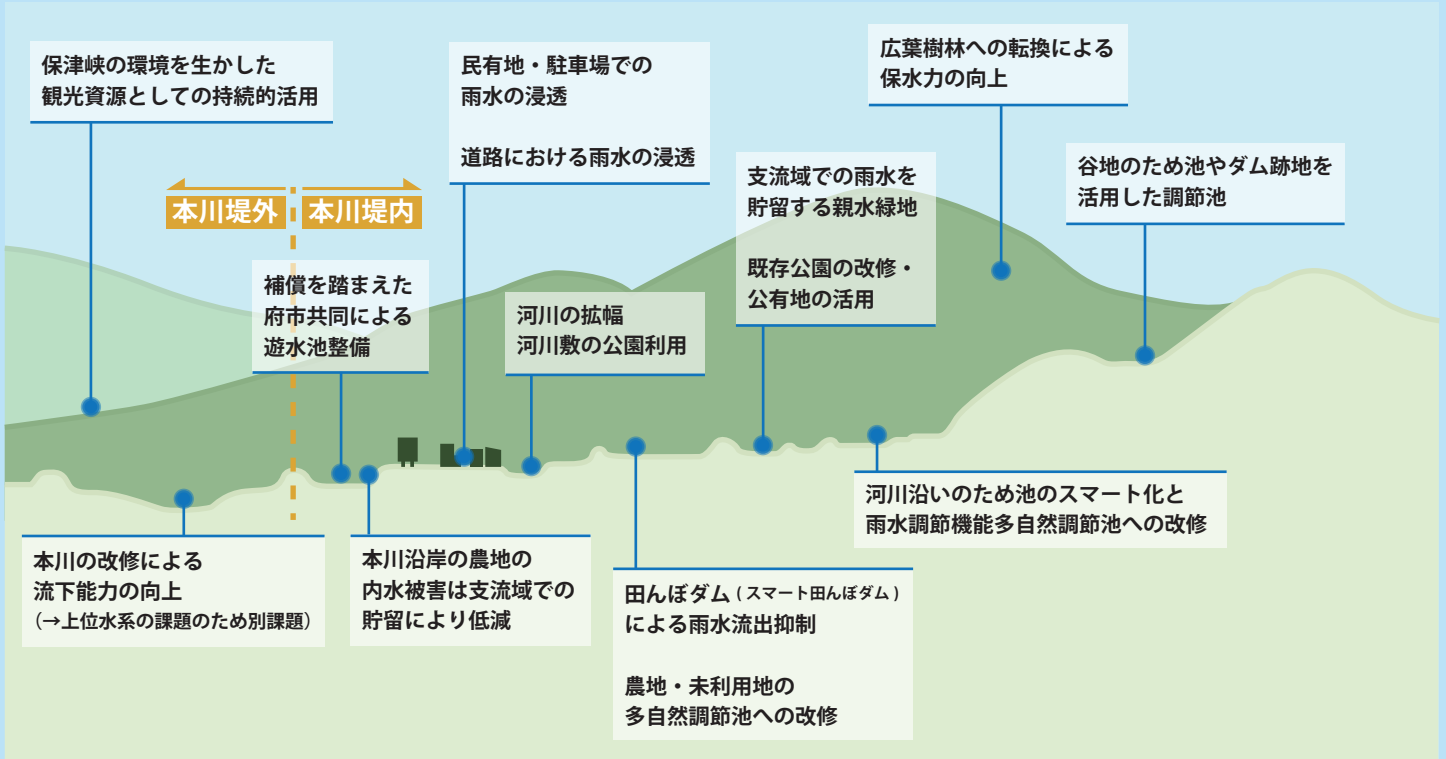 保津峡の環境を生かした
観光資源としての持続的活用
民有地・駐車場での
雨水の浸透
道路における雨水の浸透
広葉樹林への転換による
保水力の向上
支流域での雨水を
貯留する親水緑地
既存公園の改修・
公有地の活用
谷地のため池やダム跡地を
活用した調節池
本川堤外
本川堤内
補償を踏まえた
府市共同による
遊水池整備
河川の拡幅
河川敷の公園利用
本川の改修による
流下能力の向上
（→上位水系の課題のため別課題）
本川沿岸の農地の
内水被害は支流域での
貯留により低減
田んぼダム ( スマート田んぼダム )
による雨水流出抑制
農地・未利用地の
多自然調節池への改修
河川沿いのため池のスマート化と
雨水調節機能多自然調節池への改修